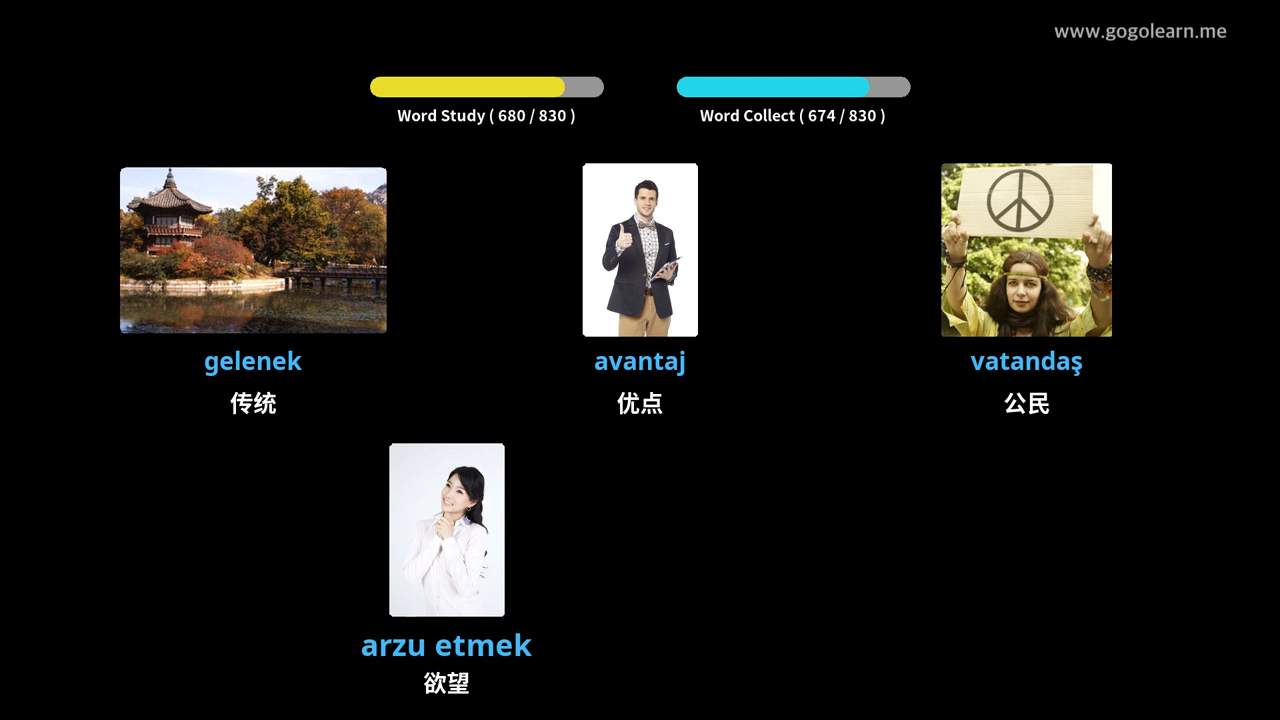 www.gogolearn.me
Word Study ( 680 / 830 )
Word Collect ( 674 / 830 )
gelenek
传统
avantaj
优点
vatandaş
公民
arzu etmek
欲望